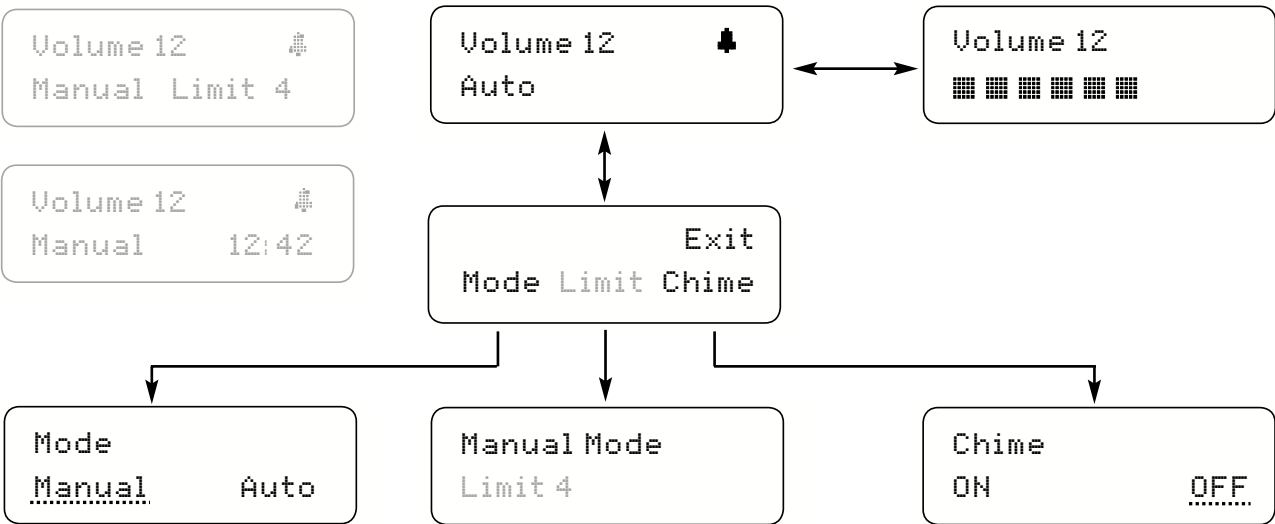 Volume 12
Manual Limit 4
Volume 12
Auto
Volume 12
Volume 12
Manual 12:42
Exit
Mode Limit Chime
Mode
Manual Auto
Manual Mode
Limit 4
Chime
ON OFF